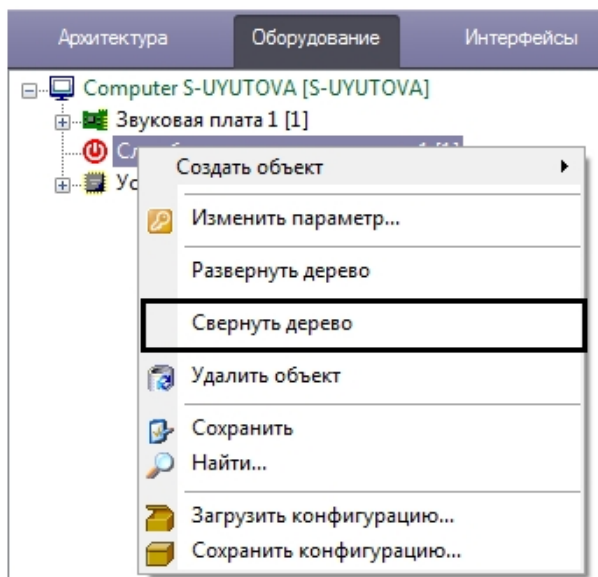 Архитектура Оборудование Интерфейсы
Computer S-UYUTOVA [S-UYUTOVA]
Звуковая плата 1 [1]
Создать объект
Изменить параметр...
Развернуть дерево
Свернуть дерево
Удалить объект
Сохранить
Найти...
Загрузить конфигурацию...
Сохранить конфигурацию...